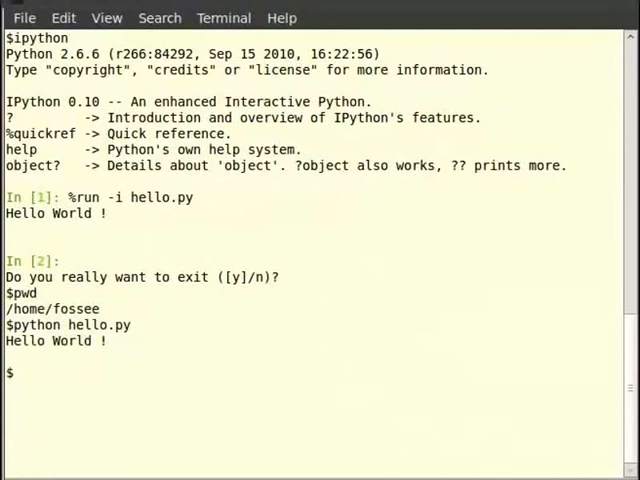 File Edit View Search Terminal Help
$ipython
Python 2.6.6 (r266:84292, Sep 15 2010, 16:22:56)
Type "copyright", "credits" or "license" for more information.
IPython 0.10 -- An enhanced Interactive Python.
?         -> Introduction and overview of IPython's features.
%quickref -> Quick reference.
help      -> Python's own help system.
object?   -> Details about 'object'. ?object also works, ?? prints more.
In [1]: %run -i hello.py
Hello World !
In [2]:
Do you really want to exit ([y]/n)?
$pwd
/home/fossee
$python hello.py
Hello World !
$